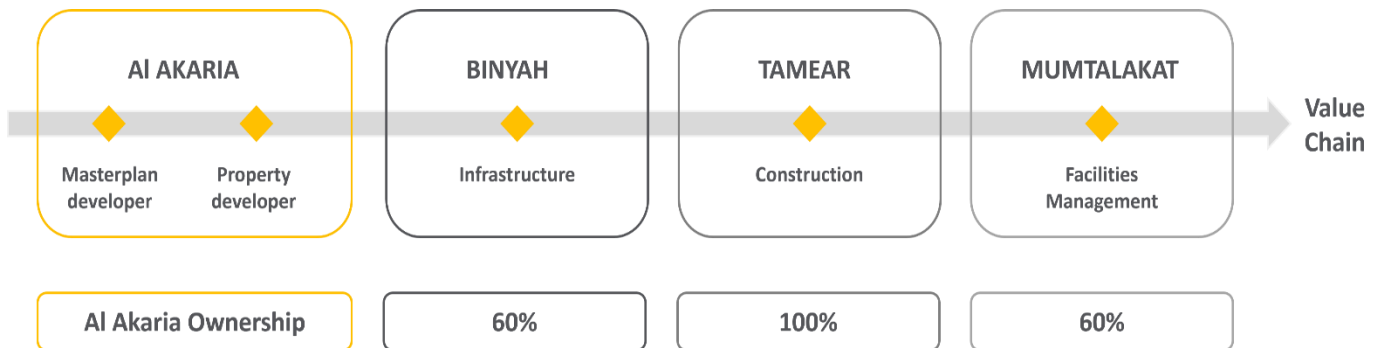 Al AKARIA
BINYAH
TAMEAR
MUMTALAKAT
Value
Chain
Masterplan
developer
Property
developer
Infrastructure
Construction
Facilities
Management
Al Akaria Ownership
60%
100%
60%